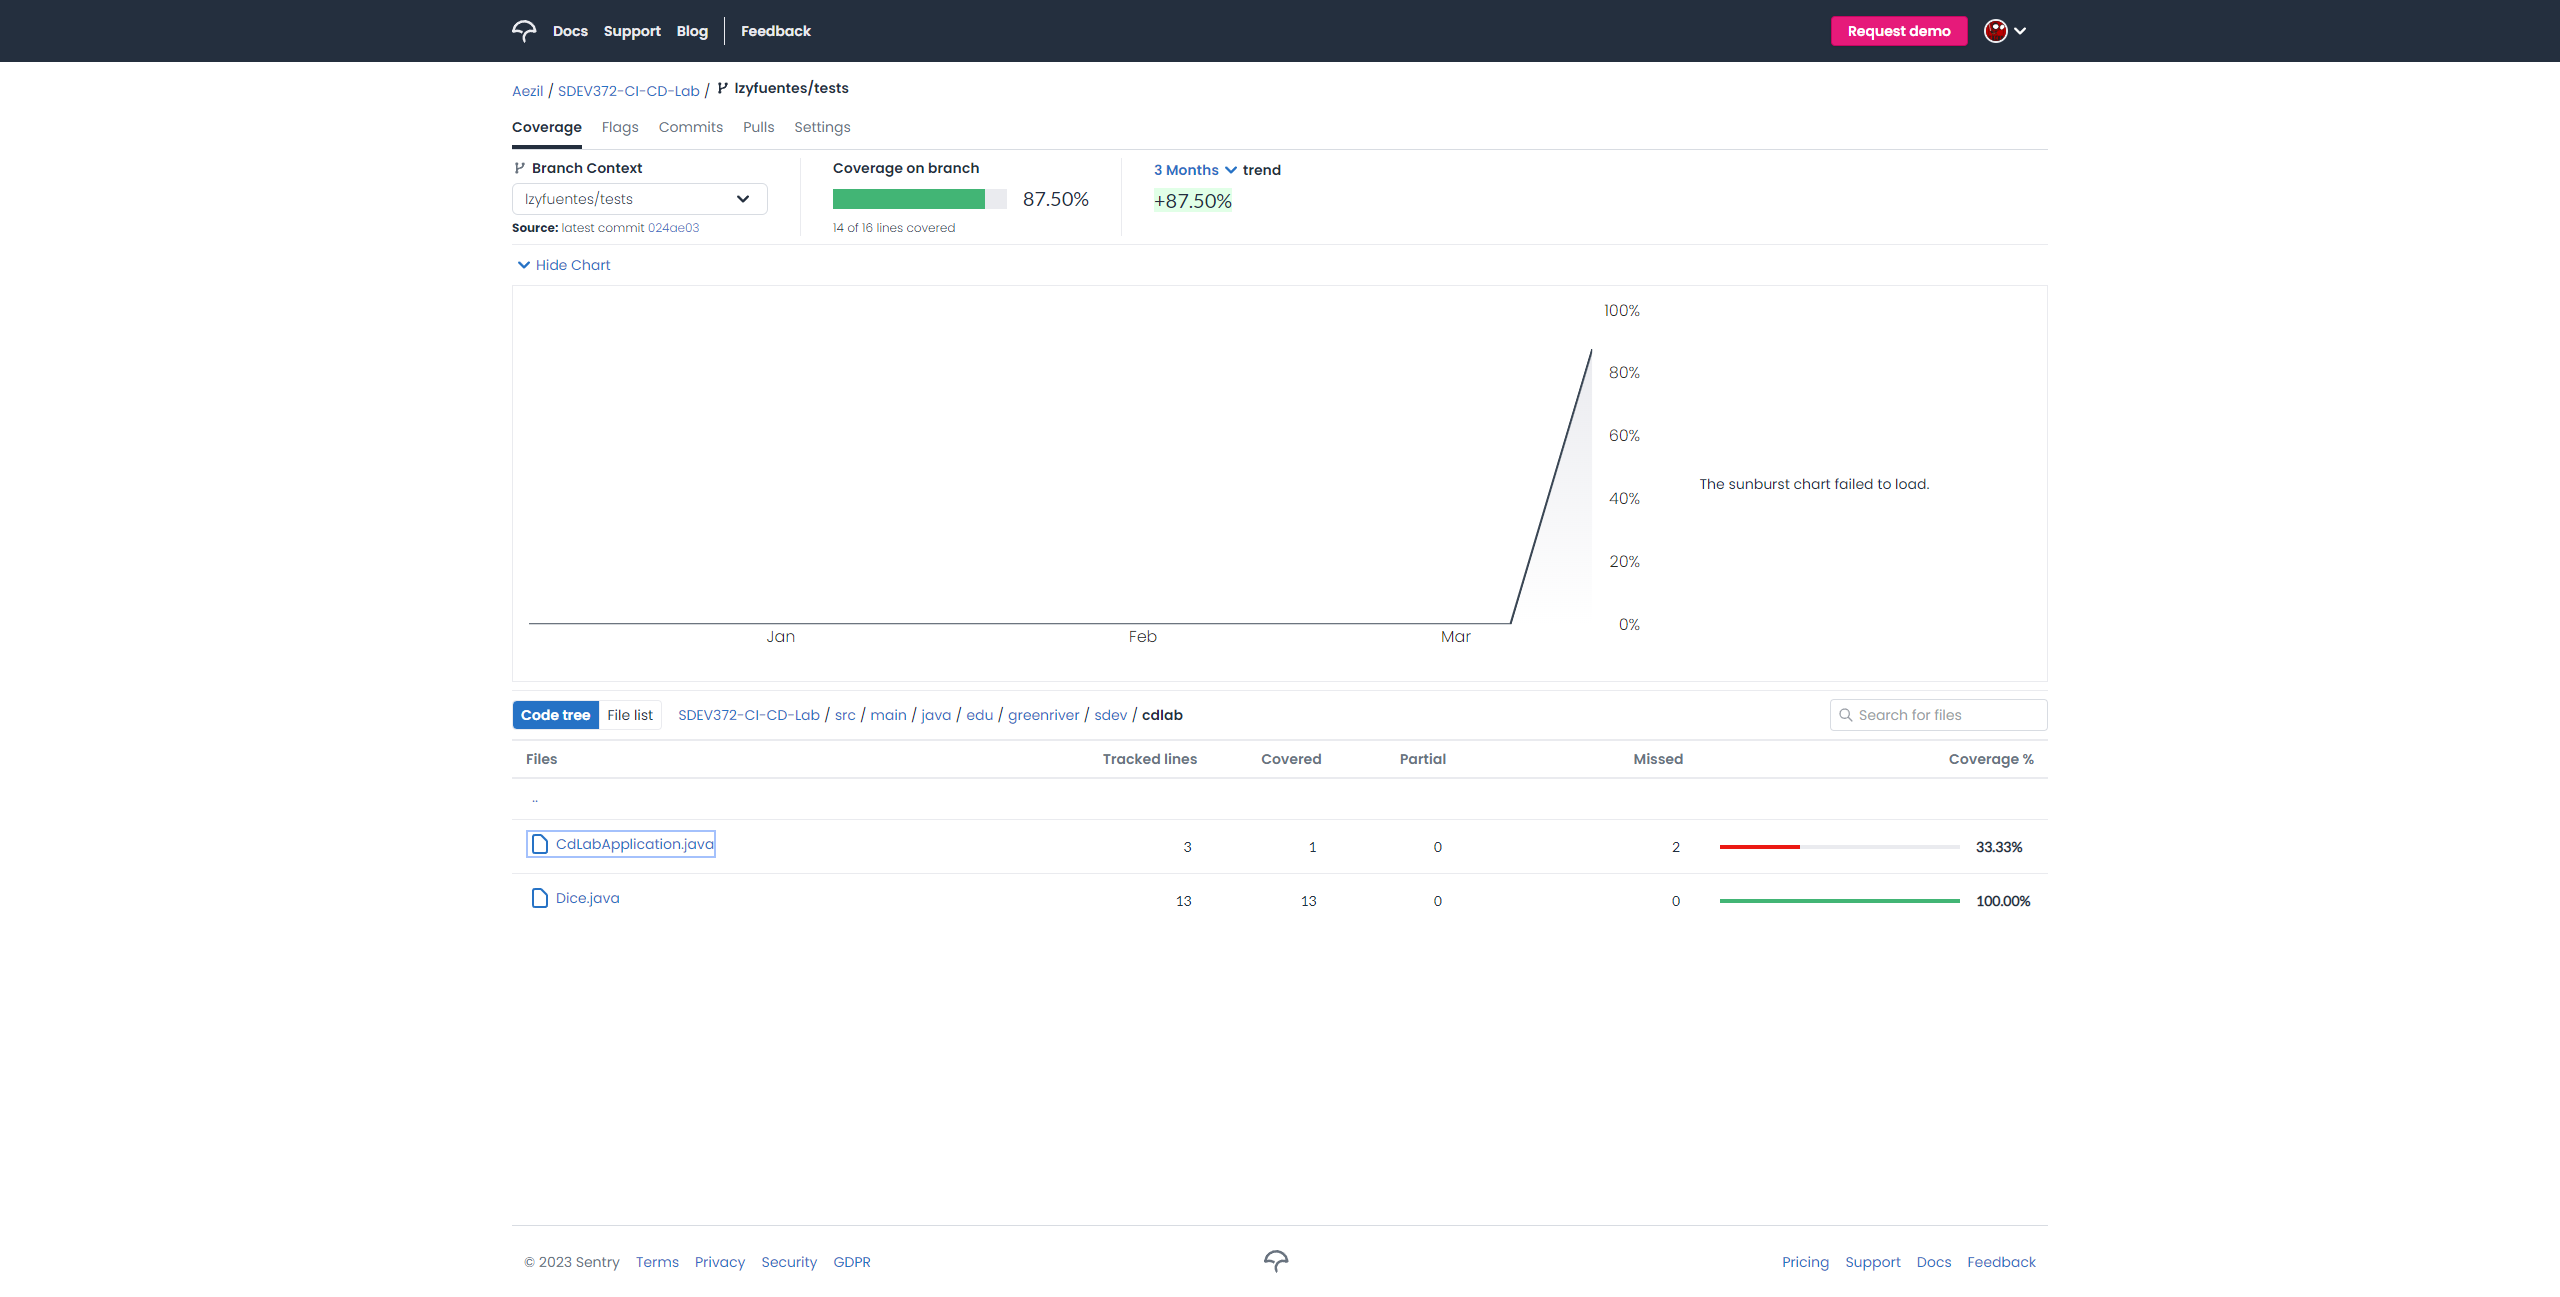 Docs Support Blog Feedback Request demo
Aezil / SDEV372-CI-CD-Lab / lzyfuentes/tests
Coverage Flags Commits Pulls Settings
Branch Context
lzyfuentes/tests
Source: latest commit 024ae03
Coverage on branch
87.50%
14 of 16 lines covered
3 Months trend
+87.50%
Hide Chart
100%
80%
60%
40%
20%
0%
Jan Feb Mar
The sunburst chart failed to load.
Code tree File list SDEV372-CI-CD-Lab / src / main / java / edu / greenriver / sdev / cdlab Search for files
Files Tracked lines Covered Partial Missed Coverage %
..
CdLabApplication.java 3 1 0 2 33.33%
Dice.java 13 13 0 0 100.00%
© 2023 Sentry Terms Privacy Security GDPR Pricing Support Docs Feedback